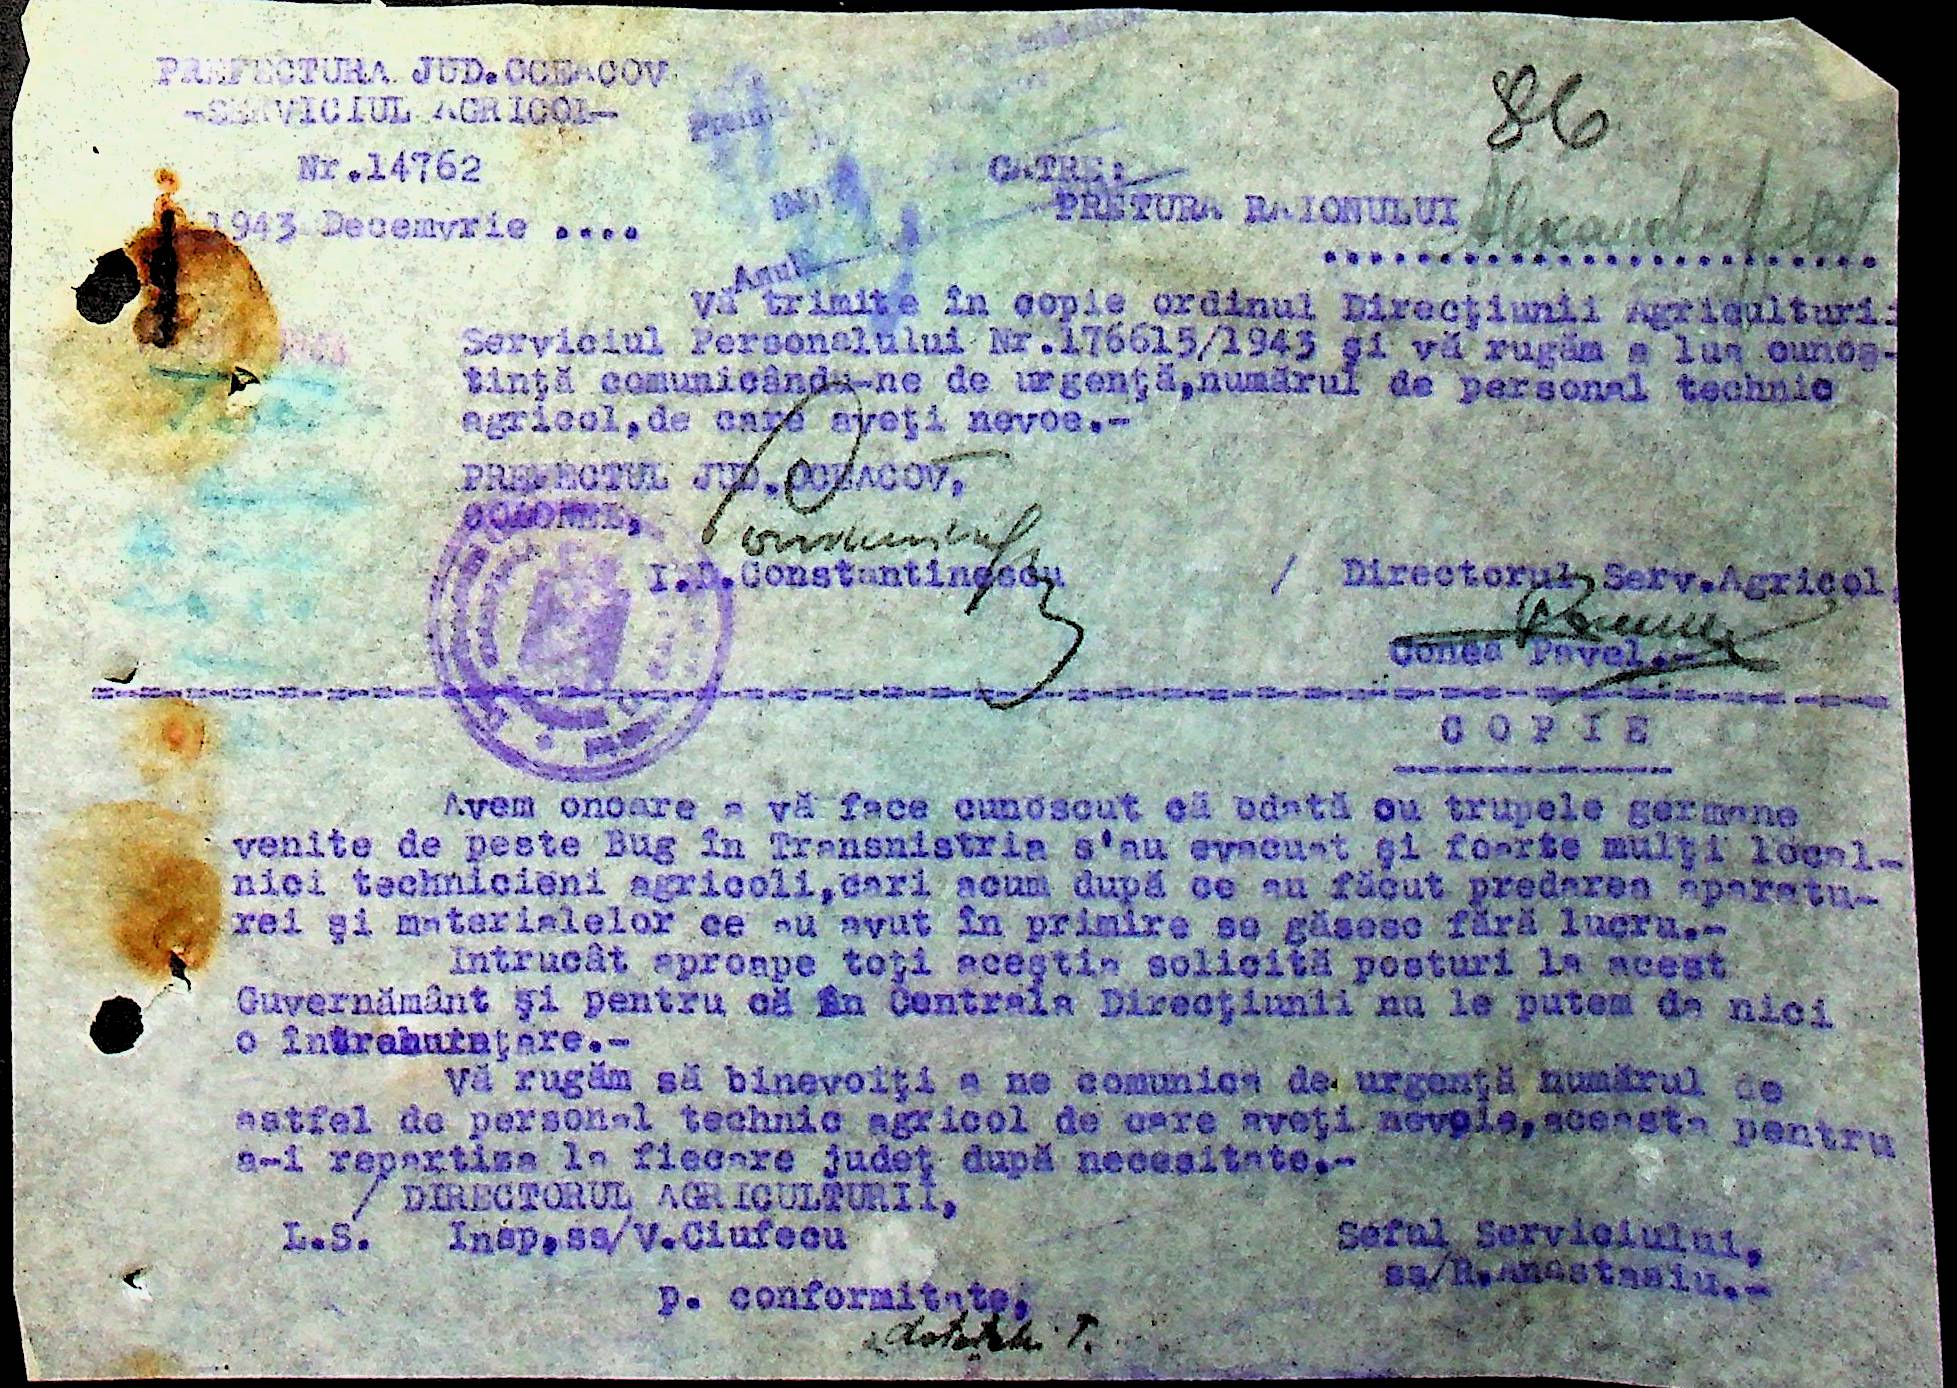 PREFECTURA JUD.OCEACOV
-SERVICIUL AGRICOL-
Nr.14762
1943 Decemvrie ....
86
CATRE:
PRETURA RAIONULUI Alexanderfeld
Anul
Vă trimite în copie ordinul Direcţiunii Agriculturii
Serviciul Personalului Nr.176615/1943 şi vă rugăm a lua cunoş-
tinţă comunicându-ne de urgenţă,numărul de personal technic
agricol,de care aveţi nevoe.-
PREFECTUL JUD.OCEACOV,
COLONEL,
I.D.Constantinescu
/ Directorul Serv.Agricol,
Conea Pavel.-
COPIE
Avem onoare a vă face cunoscut că odată cu trupele germane
venite de peste Bug în Transnistria s'au evacuat şi foarte mulţi local-
nici technicieni agricoli,cari acum după ce au făcut predarea aparatu-
rei şi materialelor ce au avut în primire se găsesc fără lucru.-
Intrucât aproape toţi aceştia solicită posturi la acest
Guvernământ şi pentru că în Centrala Direcţiunii nu le putem da nici
o
Vă rugăm să binevoiţi a ne comunica de urgenţă numărul de
astfel de personal technic agricol de care aveţi nevoie,aceasta pentru
a-i repartiza la fiecare judeţ după necesitate.-
/ DIRECTORUL AGRICULTURII,
L.S. Insp.ss/V.Ciufecu
Seful Serviciului,
ss/R.Anastasiu.-
p. conformitate,